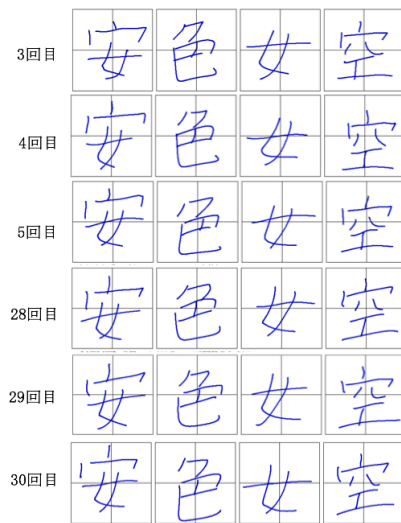 3回目 安 色 女 空
4回目 安 色 女 空
5回目 安 色 女 空
28回目 安 色 女 空
29回目 安 色 女 空
30回目 安 色 女 空